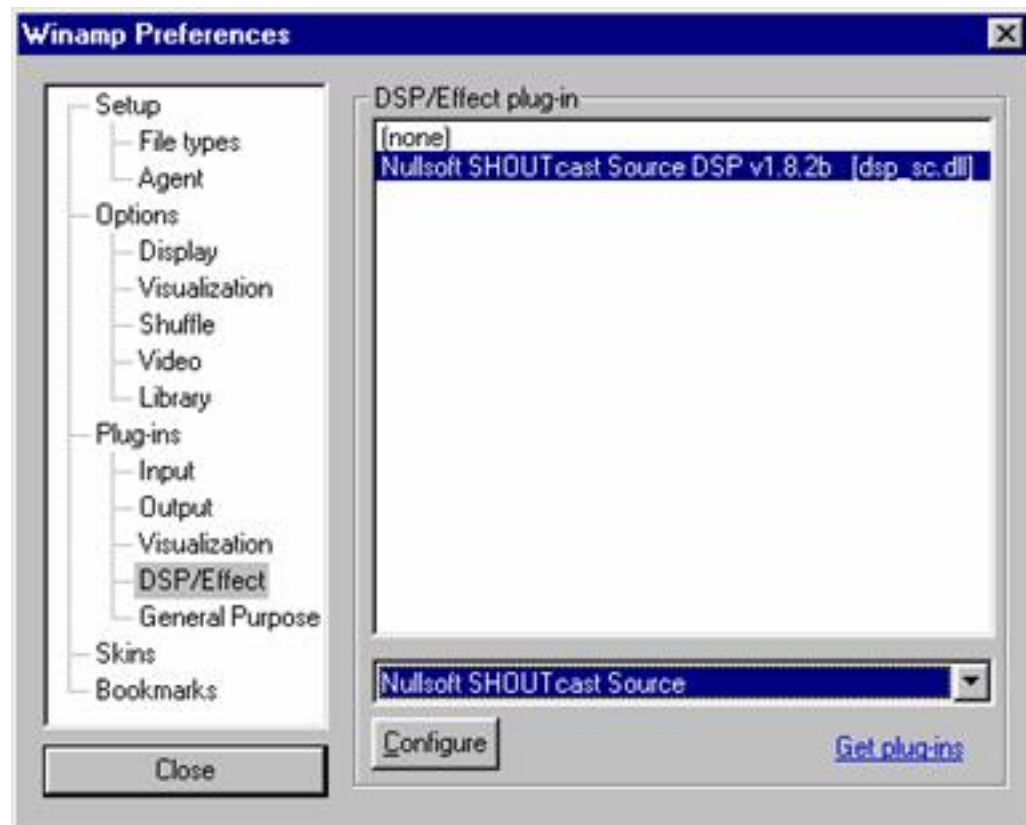 Winamp Preferences
Setup
File types
Agent
Options
Display
Visualization
Shuffle
Video
Library
Plug-ins
Input
Output
Visualization
DSP/Effect
General Purpose
Skins
Bookmarks
Close
DSP/Effect plug-in
(none)
Nullsoft SHOUTcast Source DSP v1.8.2b [dsp_sc.dll]
Nullsoft SHOUTcast Source
Configure
Get plug-ins